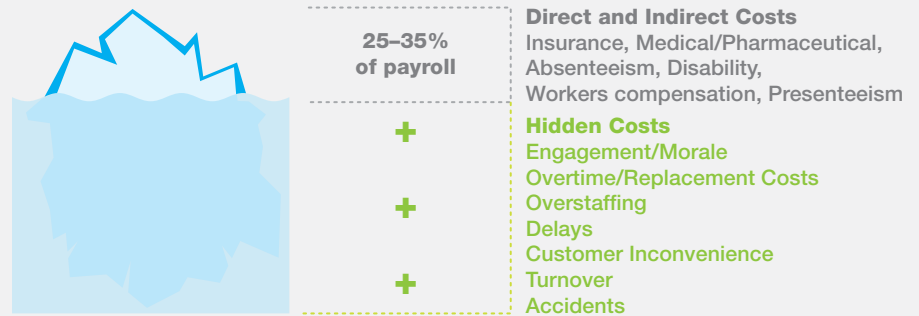 25–35%
of payroll
Direct and Indirect Costs
Insurance, Medical/Pharmaceutical,
Absenteeism, Disability,
Workers compensation, Presenteeism
+
+
+
Hidden Costs
Engagement/Morale
Overtime/Replacement Costs
Overstaffing
Delays
Customer Inconvenience
Turnover
Accidents